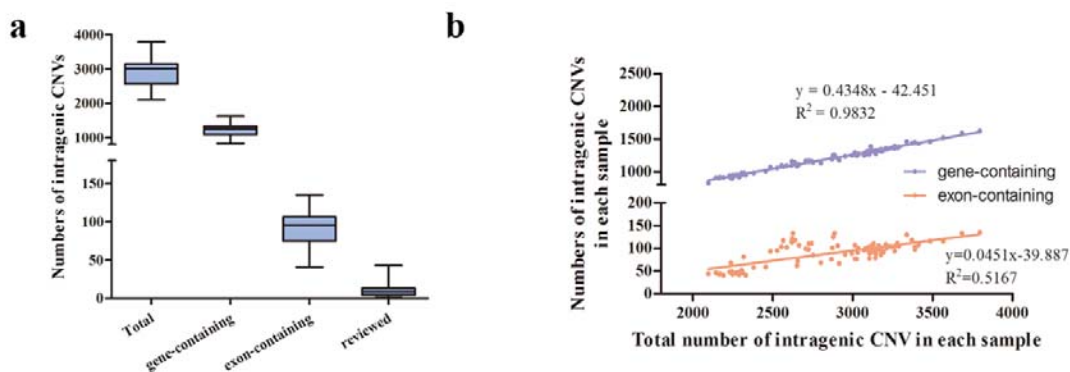 a
Numbers of intragenic CNVs
4000
3000
2000
1000
150
100
50
0
Total
gene-containing
exon-containing
reviewed
b
Numbers of intragenic CNVs
in each sample
2500
2000
1500
1000
200
150
100
50
0
2000
2500
3000
3500
4000
Total number of intragenic CNV in each sample
y = 0.4348x - 42.451
R² = 0.9832
gene-containing
exon-containing
y=0.0451x-39.887
R²=0.5167